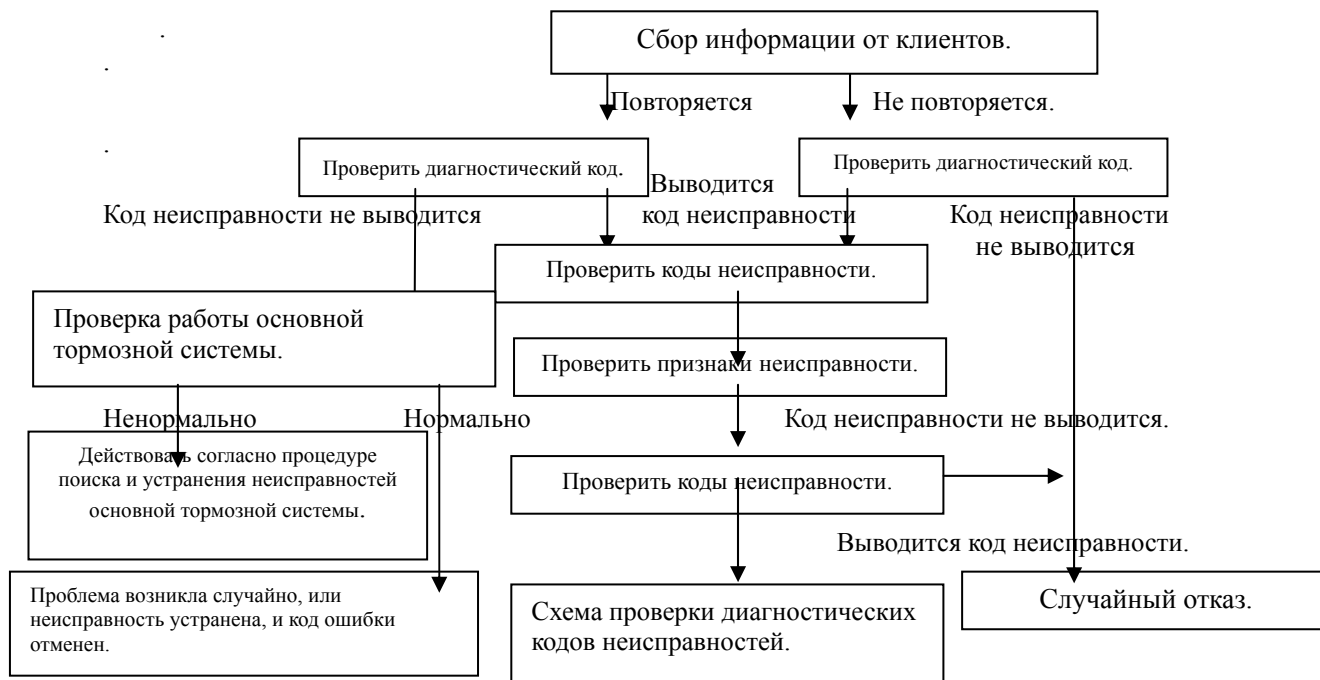 Сбор информации от клиентов.
Повторяется
Не повторяется.
Проверить диагностический код.
Проверить диагностический код.
Код неисправности не выводится
Выводится
код неисправности
Код неисправности
не выводится
Проверить коды неисправности.
Проверка работы основной
тормозной системы.
Проверить признаки неисправности.
Ненормально
Нормально
Код неисправности не выводится.
Действовать согласно процедуре
поиска и устранения неисправностей
основной тормозной системы.
Проверить коды неисправности.
Выводится код неисправности.
Проблема возникла случайно, или
неисправность устранена, и код ошибки
отменен.
Схема проверки диагностических
кодов неисправностей.
Случайный отказ.